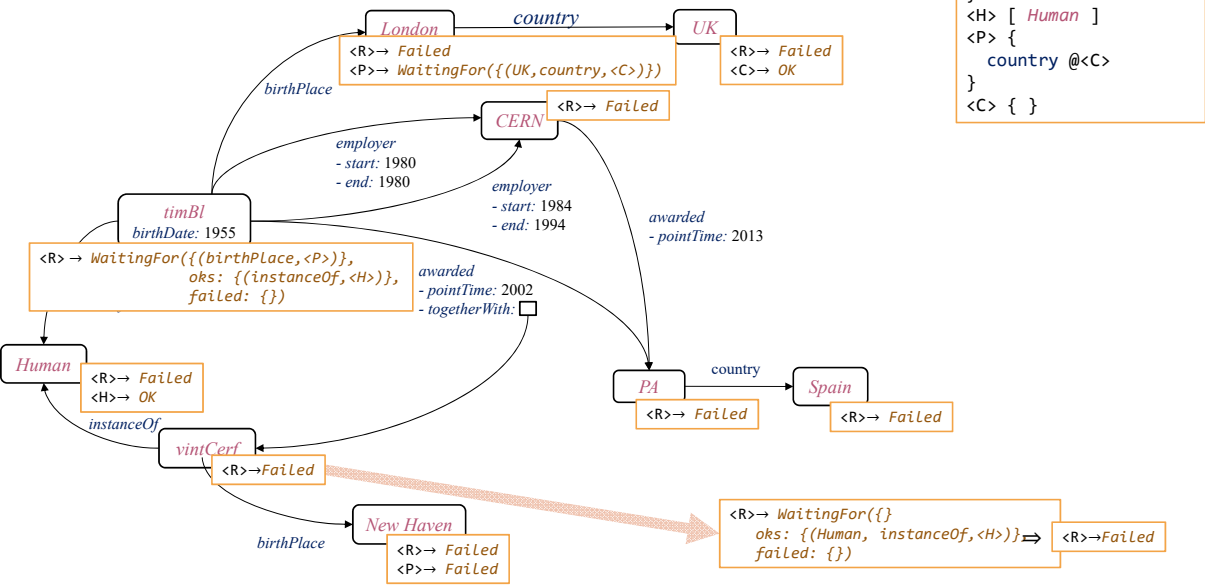 }
<H> [ Human ]
<P> {
country @<C>
}
<C> { }
London
country
UK
<R>→ Failed
<P>→ WaitingFor({(UK,country,<C>)})
<R>→ Failed
<C>→ OK
birthPlace
CERN
<R>→ Failed
employer
- start: 1980
- end: 1980
employer
- start: 1984
- end: 1994
timBl
birthDate: 1955
awarded
- pointTime: 2013
<R> → WaitingFor({(birthPlace,<P>)},
oks: {(instanceOf,<H>)},
failed: {})
awarded
- pointTime: 2002
- togetherWith:
Human
<R>→ Failed
<H>→ OK
PA
country
Spain
<R>→ Failed
<R>→ Failed
instanceOf
vintCerf
<R>→Failed
birthPlace
New Haven
<R>→ Failed
<P>→ Failed
<R>→ WaitingFor({}
oks: {(Human, instanceOf,<H>)}
failed: {})
⇒
<R>→Failed